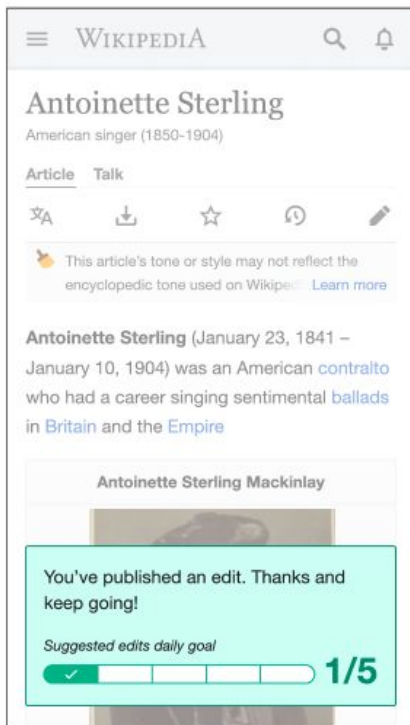 WIKIPEDIA
Antoinette Sterling
American singer (1850-1904)
Article Talk
This article's tone or style may not reflect the
encyclopedic tone used on Wikiped Learn more
Antoinette Sterling (January 23, 1841 –
January 10, 1904) was an American contralto
who had a career singing sentimental ballads
in Britain and the Empire
Antoinette Sterling Mackinlay
You've published an edit. Thanks and
keep going!
Suggested edits daily goal
1/5